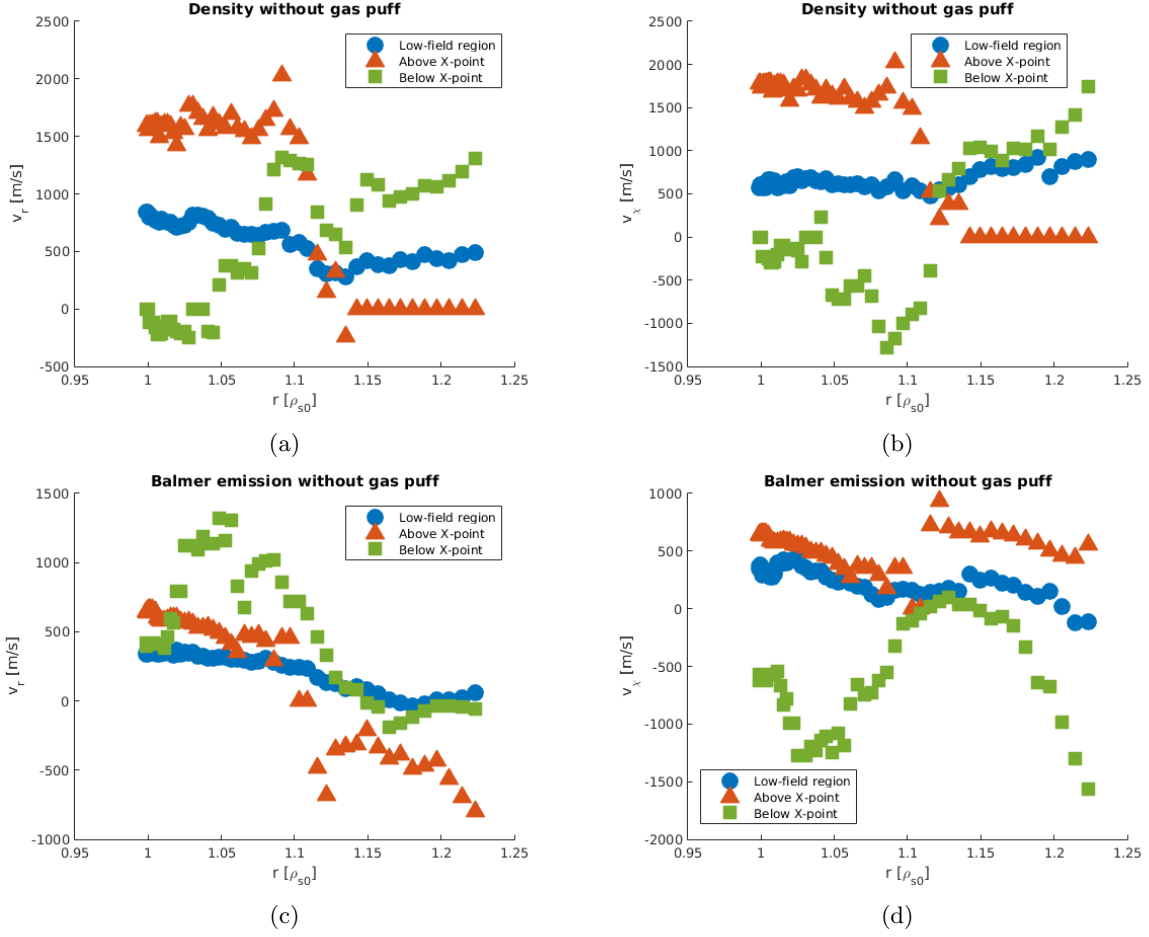 Density without gas puff
2500
2000
1500
1000
500
0
-500
v_r [m/s]
Low-field region
Above X-point
Below X-point
0.95
1
1.05
1.1
1.15
1.2
1.25
r [ρ_s0]
(a)
Density without gas puff
2500
2000
1500
1000
500
0
-500
-1000
-1500
v_χ [m/s]
Low-field region
Above X-point
Below X-point
0.95
1
1.05
1.1
1.15
1.2
1.25
r [ρ_s0]
(b)
Balmer emission without gas puff
1500
1000
500
0
-500
-1000
v_r [m/s]
Low-field region
Above X-point
Below X-point
0.95
1
1.05
1.1
1.15
1.2
1.25
r [ρ_s0]
(c)
Balmer emission without gas puff
1000
500
0
-500
-1000
-1500
-2000
v_χ [m/s]
Low-field region
Above X-point
Below X-point
0.95
1
1.05
1.1
1.15
1.2
1.25
r [ρ_s0]
(d)